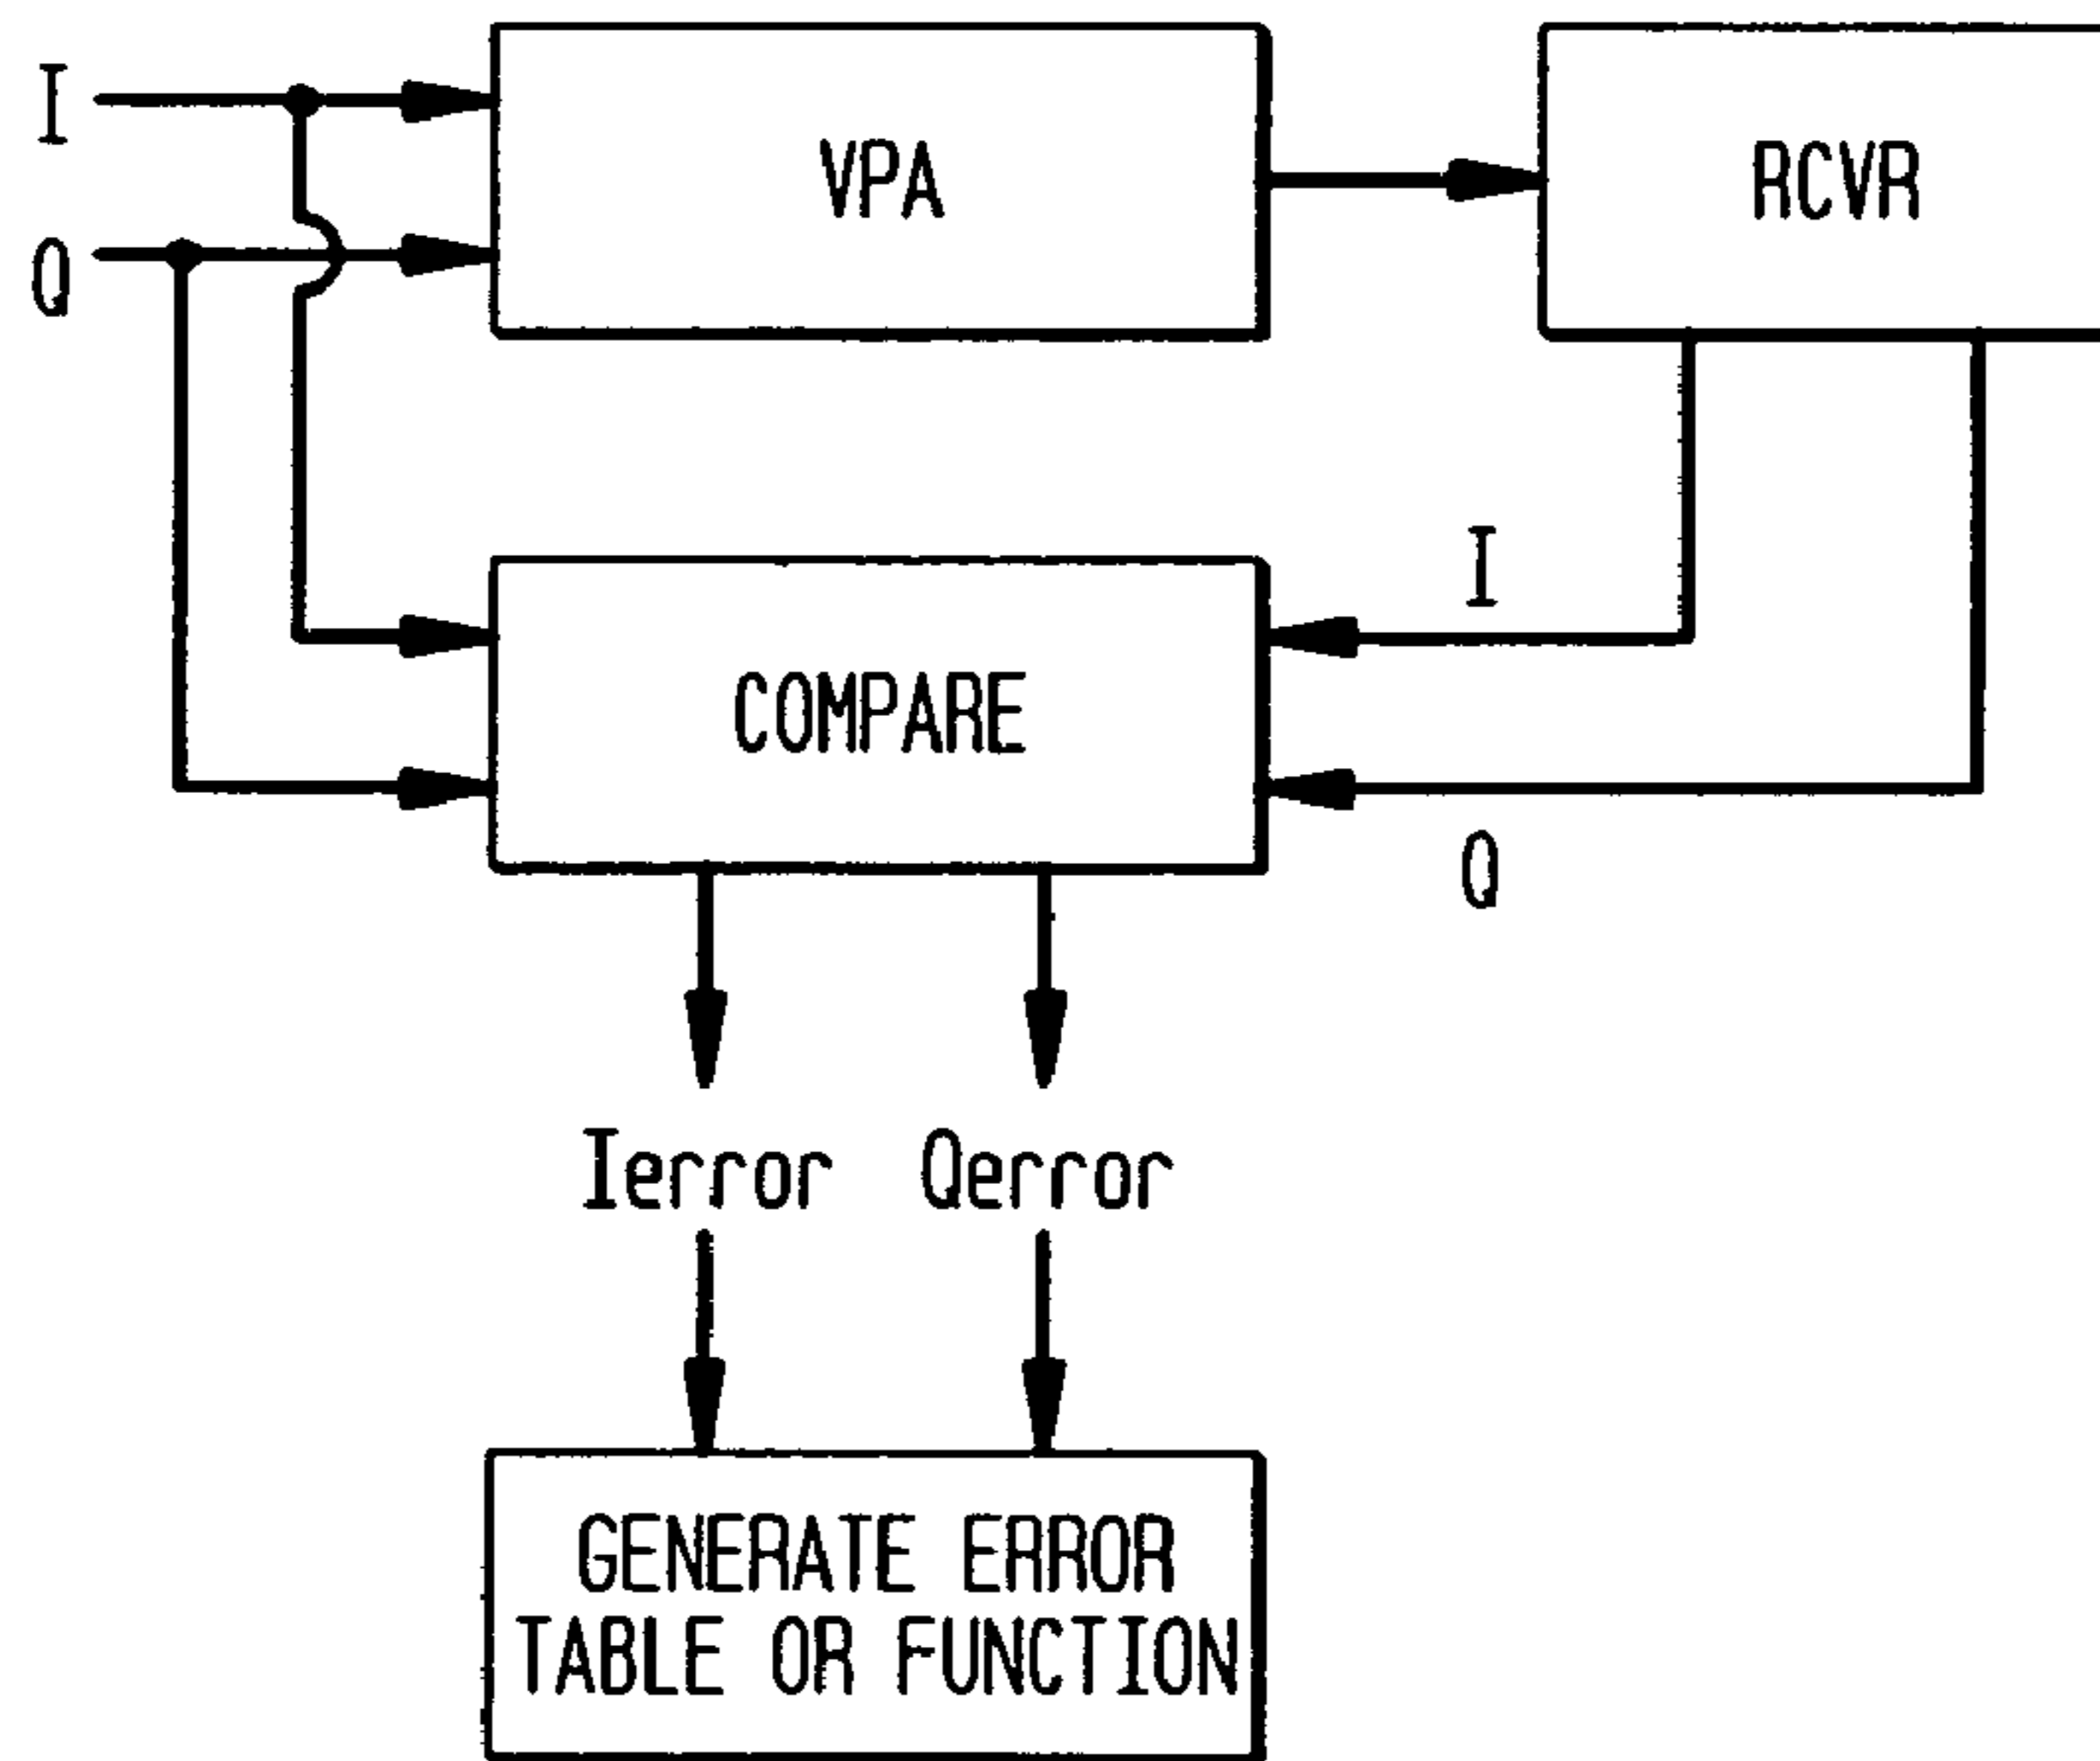 I
VPA
RCVR
Q
I
COMPARE
Q
Ierror
Qerror
GENERATE ERROR
TABLE OR FUNCTION